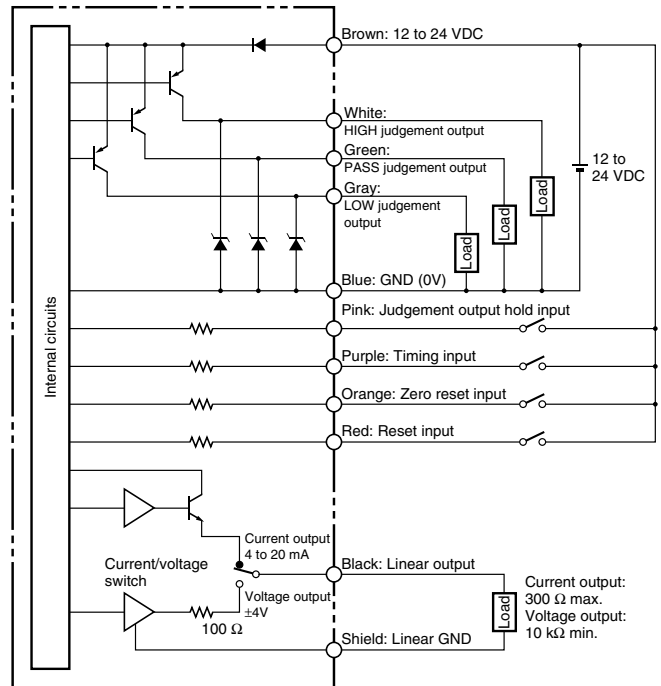 Brown: 12 to 24 VDC
White:
HIGH judgement output
Green:
PASS judgement output
Gray:
LOW judgement
output
Load
Load
Load
12 to
24 VDC
Blue: GND (0V)
Pink: Judgement output hold input
Purple: Timing input
Orange: Zero reset input
Red: Reset input
Internal circuits
Current output
4 to 20 mA
Current/voltage
switch
Black: Linear output
Voltage output
±4V
100 Ω
Load
Current output:
300 Ω max.
Voltage output:
10 kΩ min.
Shield: Linear GND